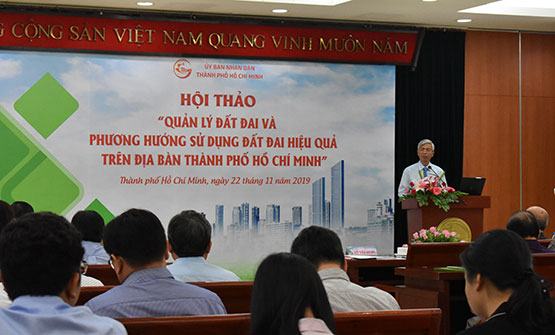 CỘNG SẢN VIỆT NAM QUANG VINH MUÔN NĂM
ỦY BAN NHÂN DÂN
THÀNH PHỐ HỒ CHÍ MINH
HỘI THẢO
“QUẢN LÝ ĐẤT ĐAI VÀ
PHƯƠNG HƯỚNG SỬ DỤNG ĐẤT ĐAI HIỆU QUẢ
TRÊN ĐỊA BÀN THÀNH PHỐ HỒ CHÍ MINH”
Thành phố Hồ Chí Minh, ngày 22 tháng 11 năm 2019